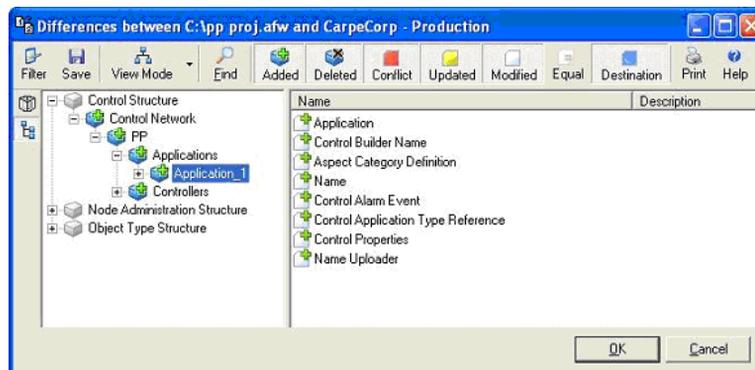 Differences between C:\pp proj.afw and CarpeCorp - Production
Filter Save View Mode Find Added Deleted Conflict Updated Modified Equal Destination Print Help
Control Structure
Control Network
PP
Applications
Application_1
Controllers
Node Administration Structure
Object Type Structure
Name Description
Application
Control Builder Name
Aspect Category Definition
Name
Control Alarm Event
Control Application Type Reference
Control Properties
Name Uploader
OK Cancel